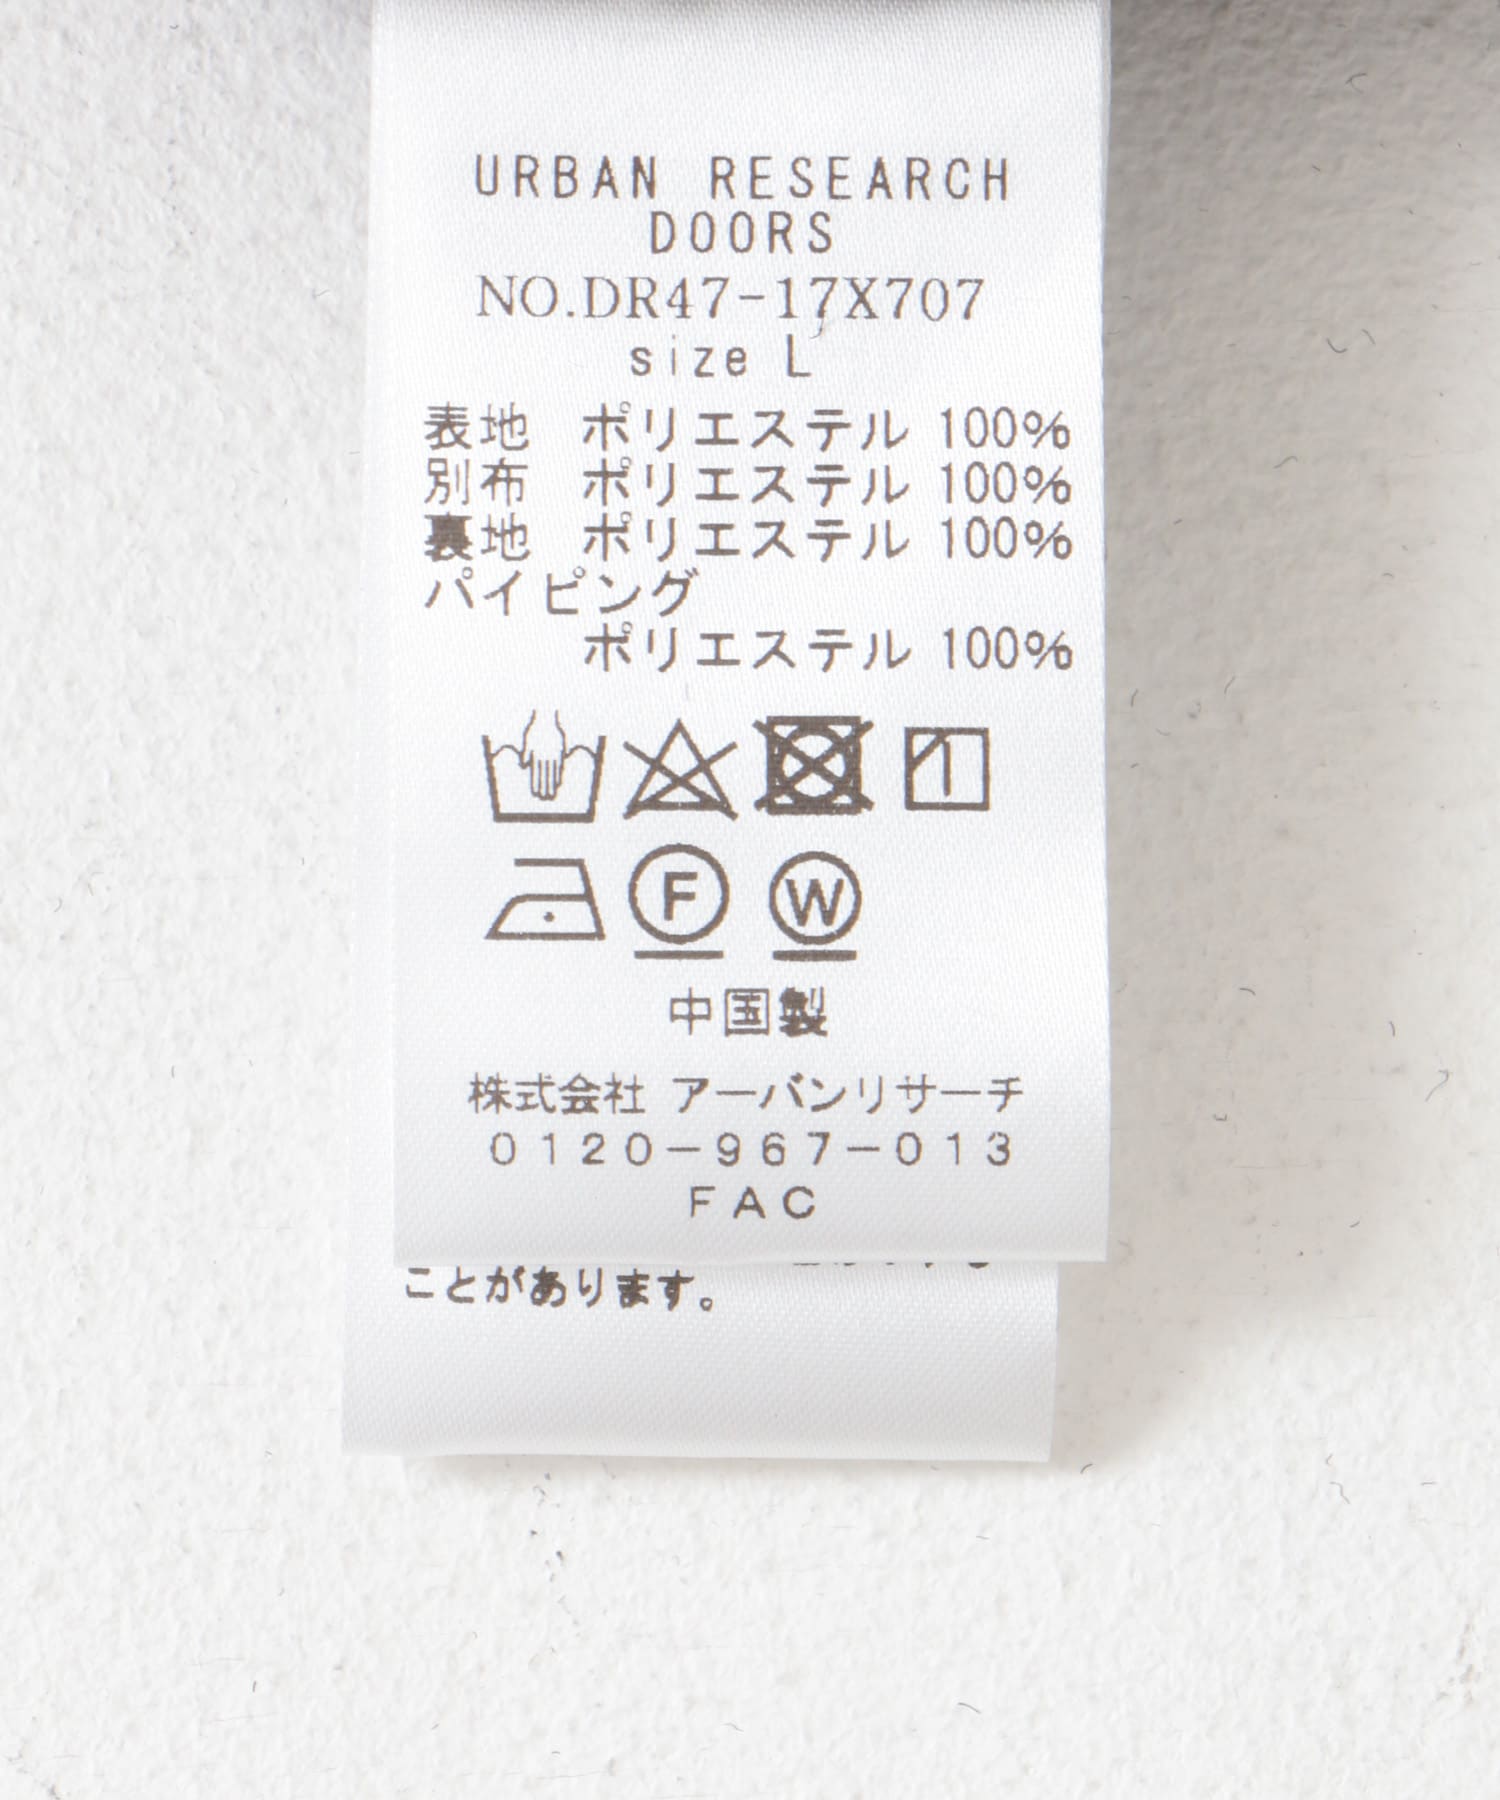 URBAN RESEARCH
DOORS
NO.DR47-17X707
size L
表地 ポリエステル 100%
別布 ポリエステル 100%
裏地 ポリエステル 100%
パイピング
ポリエステル 100%
F W
中国製
株式会社 アーバンリサーチ
0120-967-013
FAC
ことがあります。